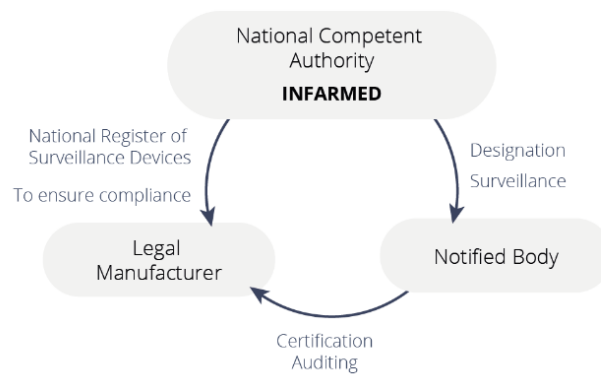 National Competent
Authority
INFARMED
National Register of
Surveillance Devices
To ensure compliance
Designation
Surveillance
Legal
Manufacturer
Notified Body
Certification
Auditing